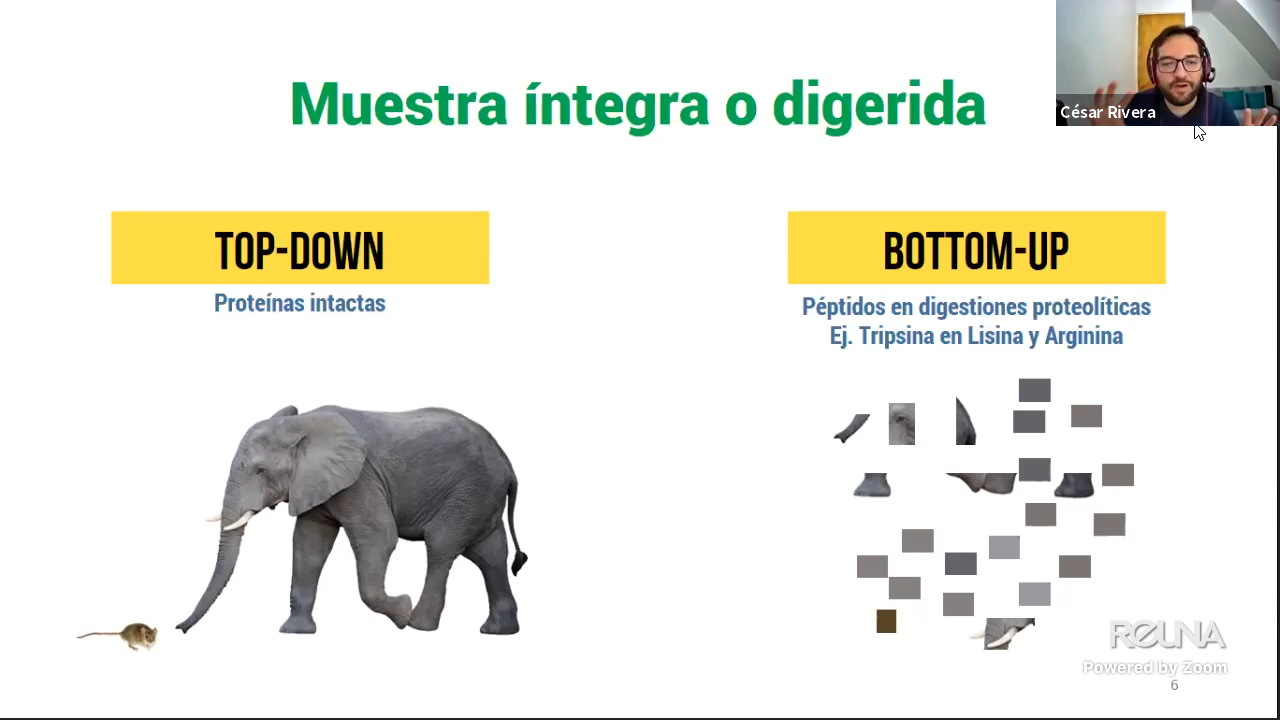 César Rivera
Muestra íntegra o digerida
TOP-DOWN
Proteínas intactas
BOTTOM-UP
Péptidos en digestiones proteolíticas
Ej. Tripsina en Lisina y Arginina
REUNA
Powered by Zoom
6